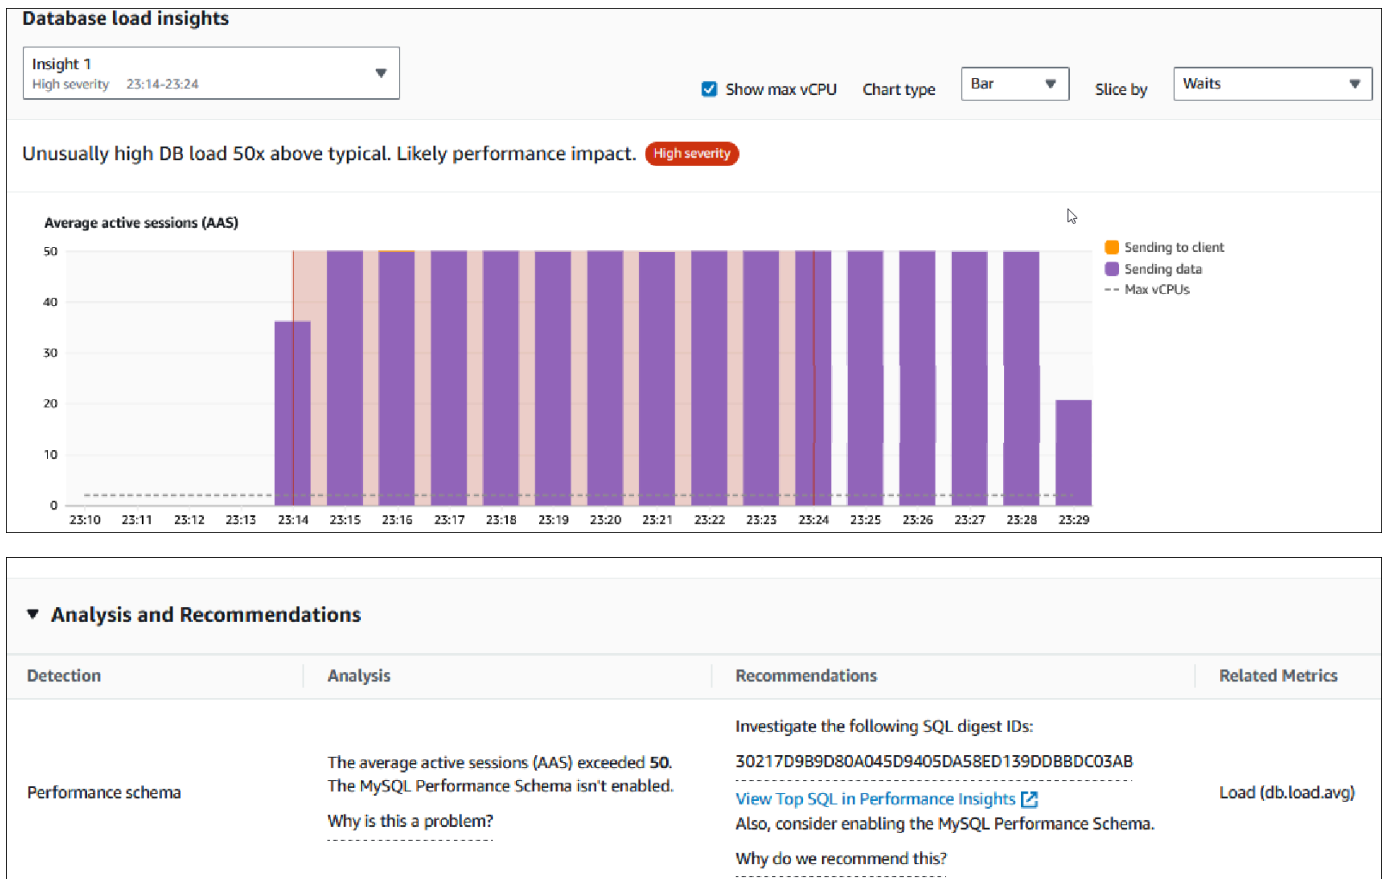 Database load insights
Insight 1
High severity 23:14-23:24
Show max vCPU Chart type Bar Slice by Waits
Unusually high DB load 50x above typical. Likely performance impact. High severity
Average active sessions (AAS)
50
40
30
20
10
0
23:10 23:11 23:12 23:13 23:14 23:15 23:16 23:17 23:18 23:19 23:20 23:21 23:22 23:23 23:24 23:25 23:26 23:27 23:28 23:29
Sending to client
Sending data
Max vCPUs
Analysis and Recommendations
Detection Analysis Recommendations Related Metrics
Performance schema
The average active sessions (AAS) exceeded 50.
The MySQL Performance Schema isn't enabled.
Why is this a problem?
Investigate the following SQL digest IDs:
30217D9B9D80A045D9405DA58ED139DDBBDC03AB
View Top SQL in Performance Insights
Also, consider enabling the MySQL Performance Schema.
Why do we recommend this?
Load (db.load.avg)